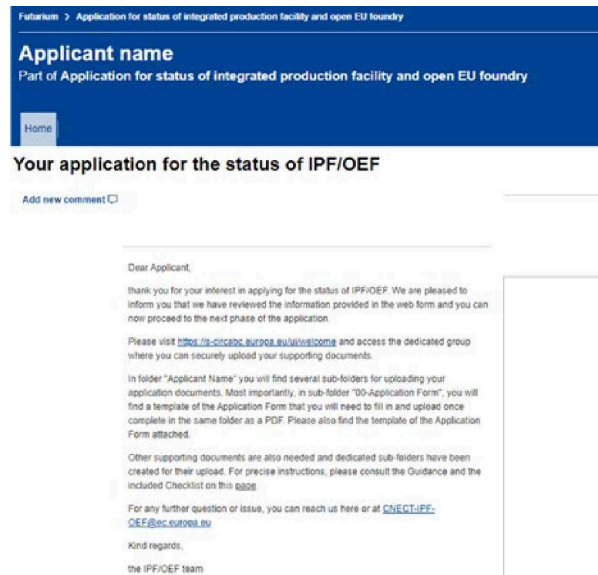 Futurium > Application for status of integrated production facility and open EU foundry
Applicant name
Part of Application for status of integrated production facility and open EU foundry
Home
Your application for the status of IPF/OEF
Add new comment
Dear Applicant,
thank you for your interest in applying for the status of IPF/OEF. We are pleased to
inform you that we have reviewed the information provided in the web form and you can
now proceed to the next phase of the application.
Please visit https://s-circabc.europa.eu/ui/welcome and access the dedicated group
where you can securely upload your supporting documents.
In folder "Applicant Name" you will find several sub-folders for uploading your
application documents. Most importantly, in sub-folder "00-Application Form", you will
find a template of the Application Form that you will need to fill in and upload once
complete in the same folder as a PDF. Please also find the template of the Application
Form attached.
Other supporting documents are also needed and dedicated sub-folders have been
created for their upload. For precise instructions, please consult the Guidance and the
included Checklist on this page.
For any further question or issue, you can reach us here or at CNECT-IPF-
OEF@ec.europa.eu
Kind regards,
the IPF/OEF team